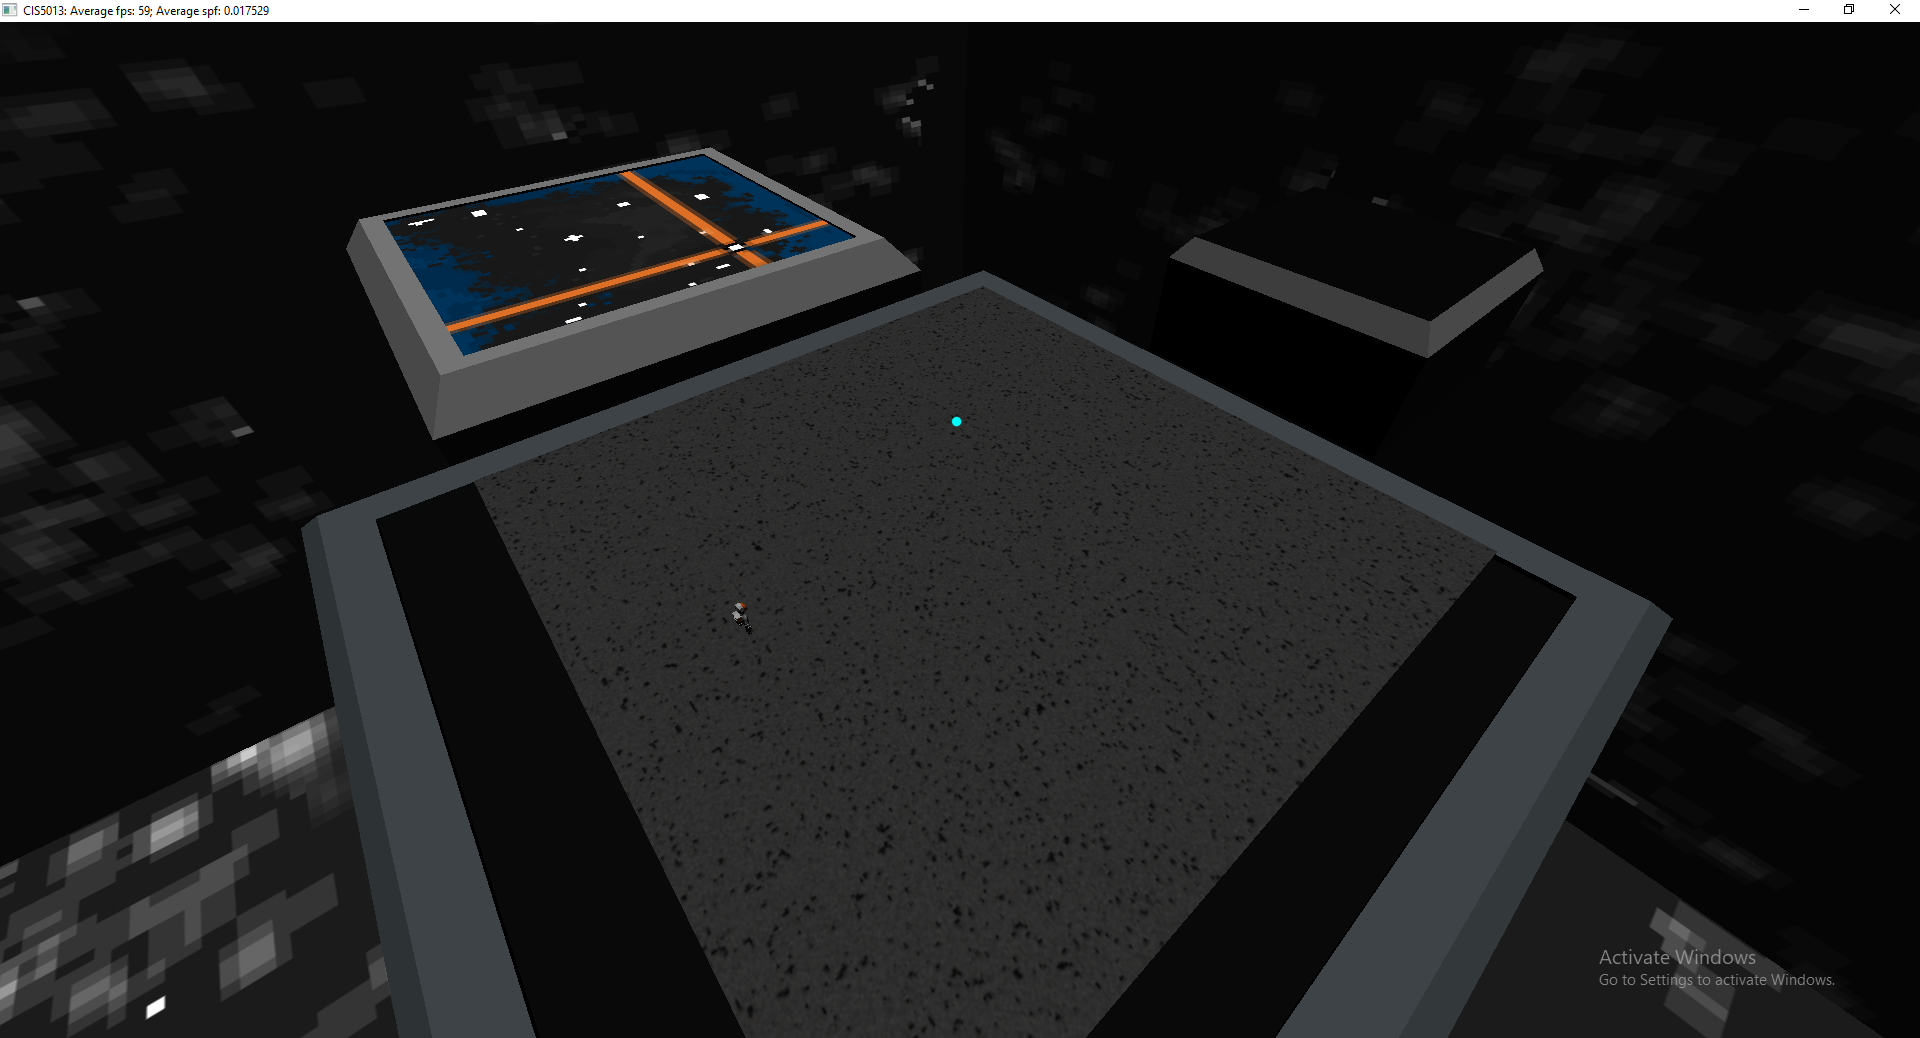 CIS5013: Average fps: 59; Average spf: 0.017529
Activate Windows
Go to Settings to activate Windows.